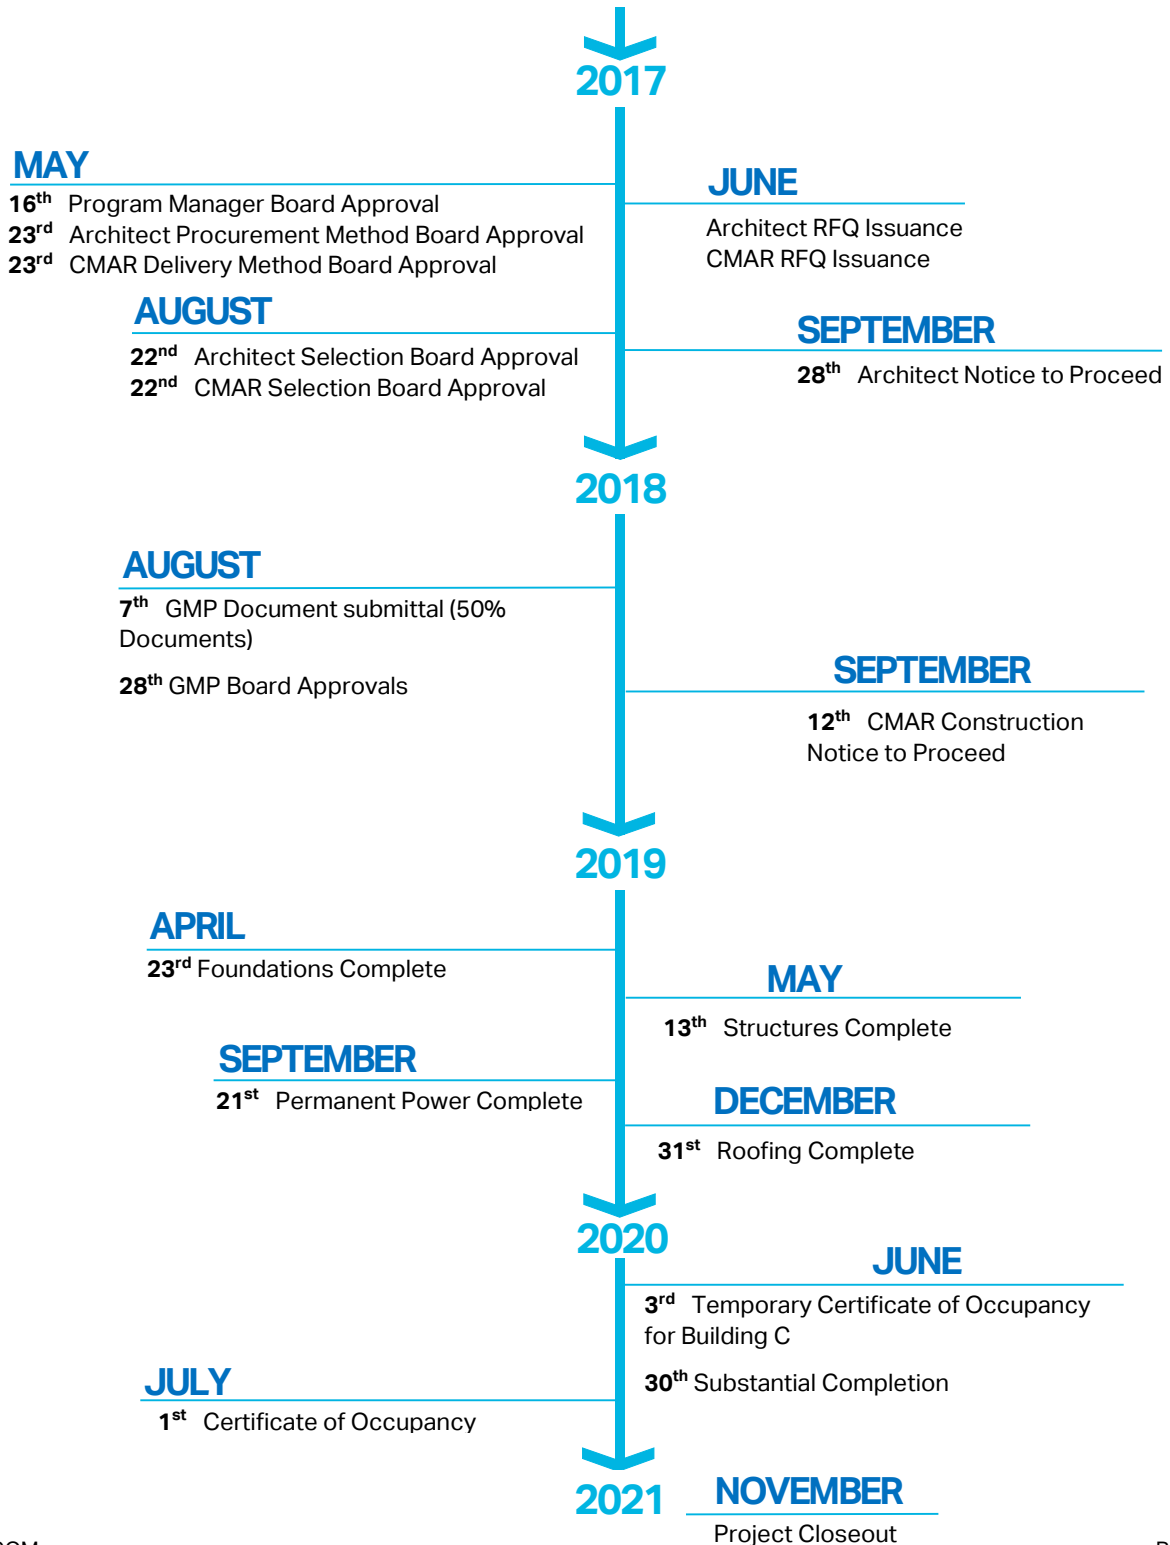 2017
MAY
16th Program Manager Board Approval
23rd Architect Procurement Method Board Approval
23rd CMAR Delivery Method Board Approval
JUNE
Architect RFQ Issuance
CMAR RFQ Issuance
AUGUST
22nd Architect Selection Board Approval
22nd CMAR Selection Board Approval
SEPTEMBER
28th Architect Notice to Proceed
2018
AUGUST
7th GMP Document submittal (50%
Documents)
28th GMP Board Approvals
SEPTEMBER
12th CMAR Construction
Notice to Proceed
2019
APRIL
23rd Foundations Complete
MAY
13th Structures Complete
SEPTEMBER
21st Permanent Power Complete
DECEMBER
31st Roofing Complete
2020
JUNE
3rd Temporary Certificate of Occupancy
for Building C
30th Substantial Completion
JULY
1st Certificate of Occupancy
2021
NOVEMBER
Project Closeout